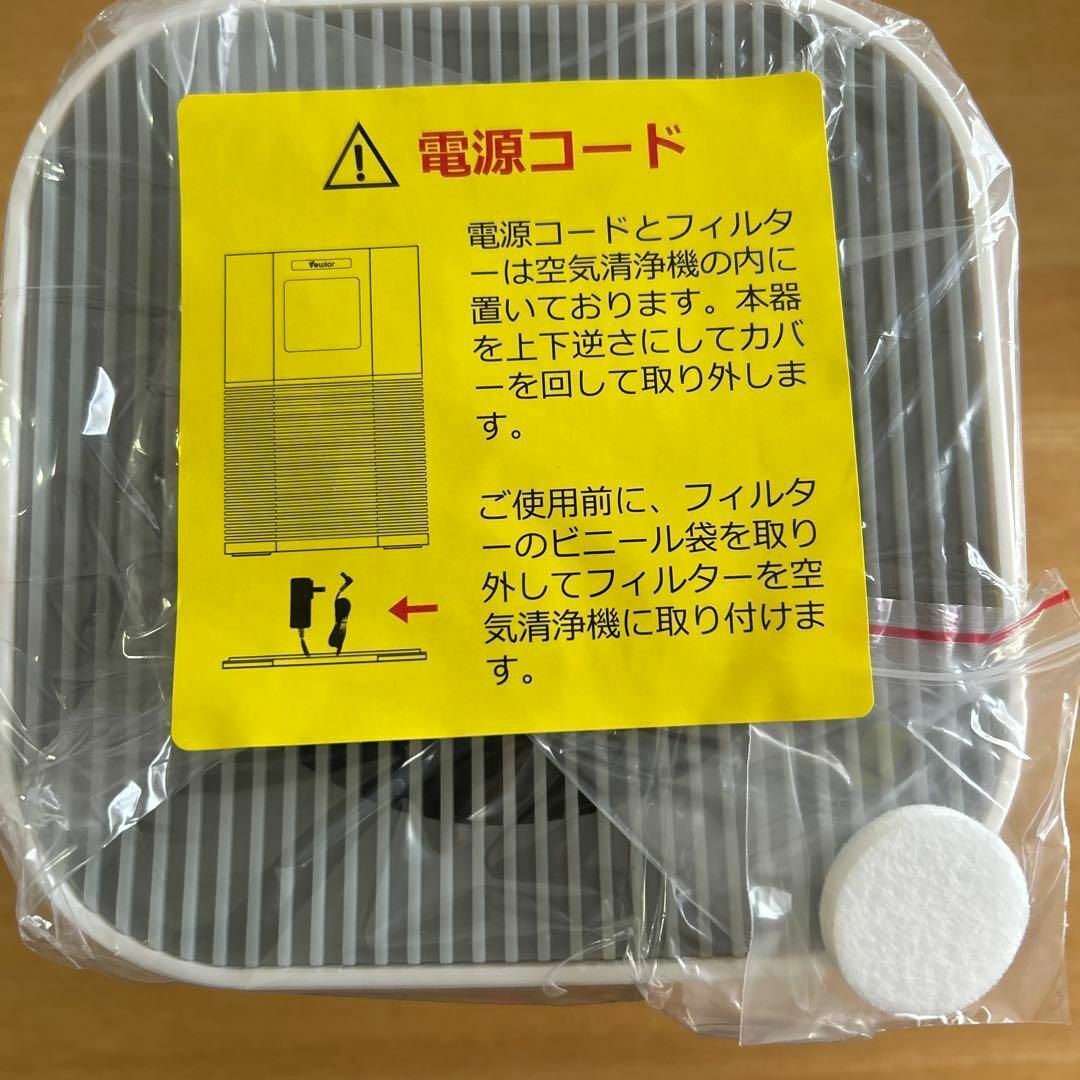 電源コード
電源コードとフィルタ
ーは空気清浄機の内に
置いております。本器
を上下逆さにしてカバ
ーを回して取り外しま
す。
ご使用前に、フィルタ
ーのビニール袋を取り
外してフィルターを空
気清浄機に取り付けま
す。
Vewior